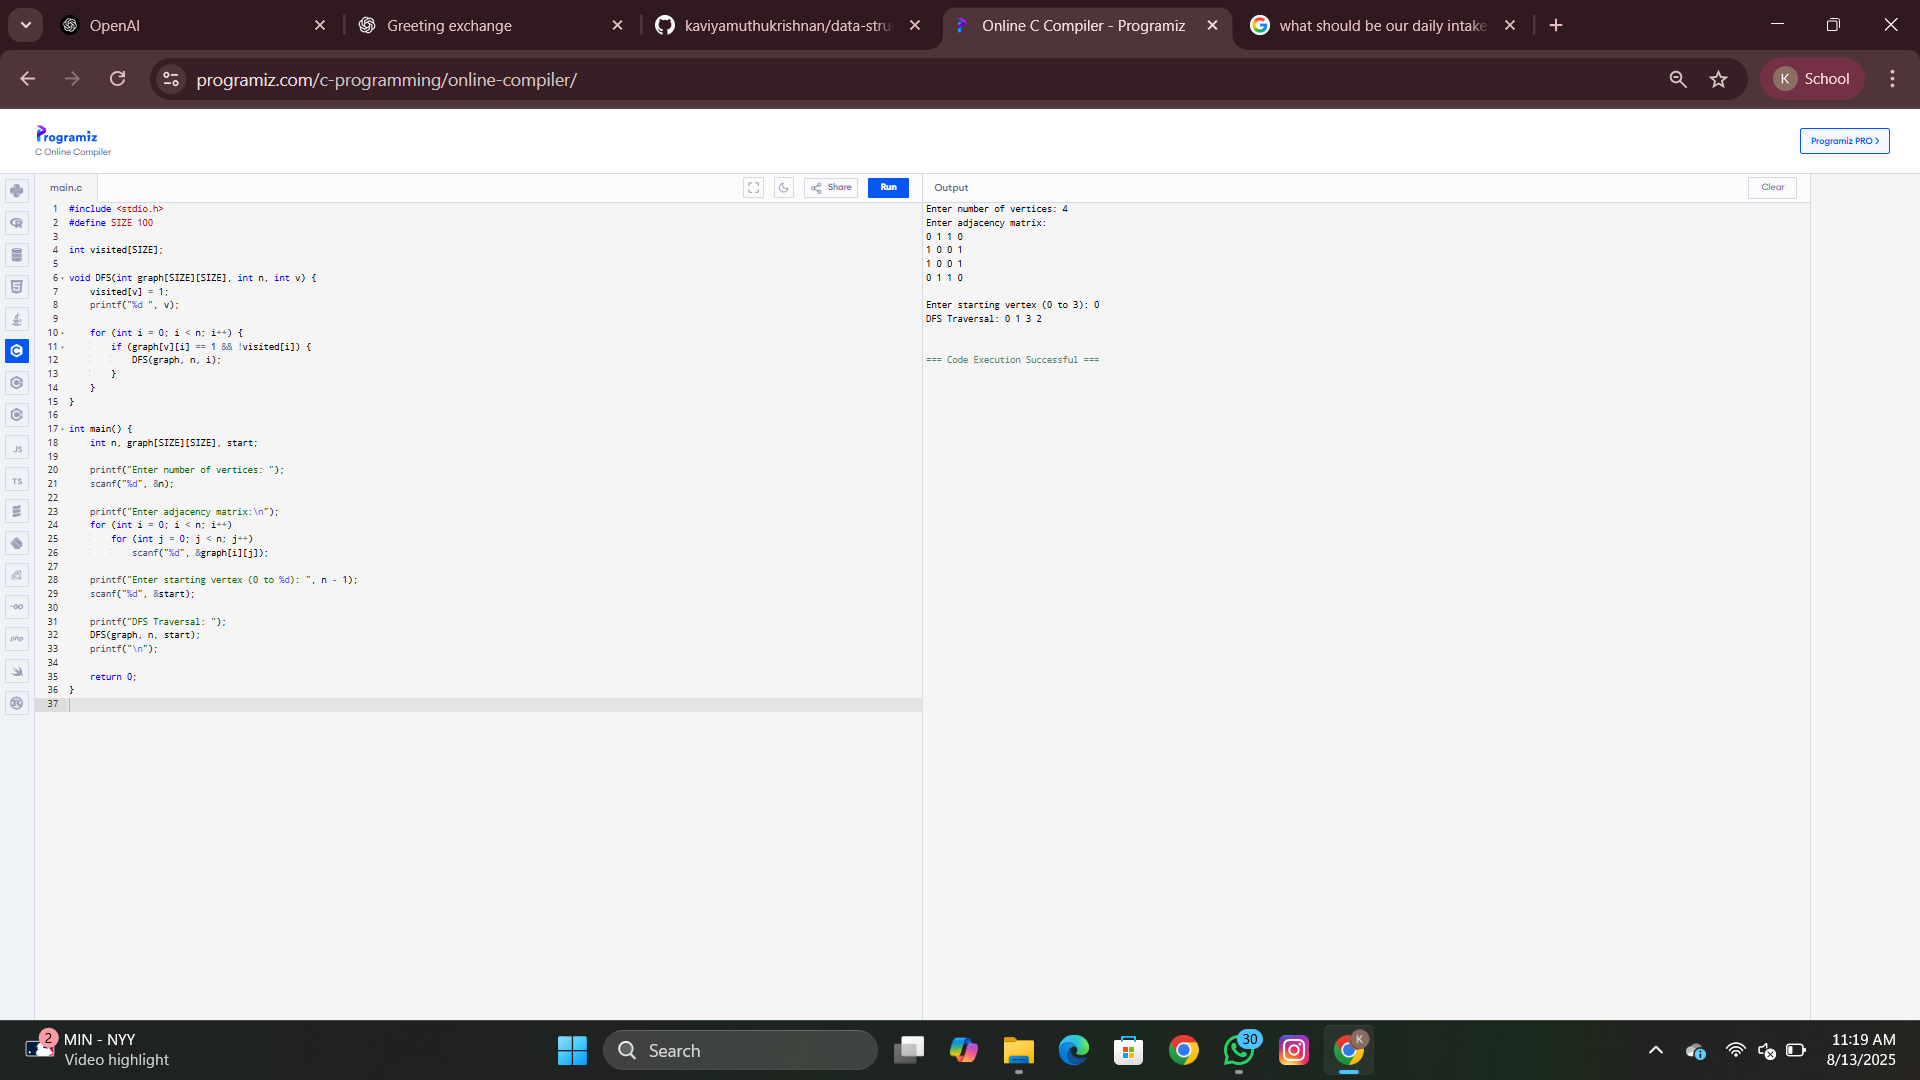 OpenAI
Greeting exchange
kaviyamuthukrishnan/data-stru
Online C Compiler - Programiz
what should be our daily intake
programiz.com/c-programming/online-compiler/
K School
Programiz
C Online Compiler
Programiz PRO >
main.c
Share
Run
Output
Clear
1 #include <stdio.h>
2 #define SIZE 100
3
4 int visited[SIZE];
5
6 void DFS(int graph[SIZE][SIZE], int n, int v) {
7     visited[v] = 1;
8     printf("%d ", v);
9
10     for (int i = 0; i < n; i++) {
11         if (graph[v][i] == 1 && !visited[i]) {
12             DFS(graph, n, i);
13         }
14     }
15 }
16
17 int main() {
18     int n, graph[SIZE][SIZE], start;
19
20     printf("Enter number of vertices: ");
21     scanf("%d", &n);
22
23     printf("Enter adjacency matrix:\n");
24     for (int i = 0; i < n; i++)
25         for (int j = 0; j < n; j++)
26             scanf("%d", &graph[i][j]);
27
28     printf("Enter starting vertex (0 to %d): ", n - 1);
29     scanf("%d", &start);
30
31     printf("DFS Traversal: ");
32     DFS(graph, n, start);
33     printf("\n");
34
35     return 0;
36 }
37
Enter number of vertices: 4
Enter adjacency matrix:
0 1 1 0
1 0 0 1
1 0 0 1
0 1 1 0
Enter starting vertex (0 to 3): 0
DFS Traversal: 0 1 3 2
=== Code Execution Successful ===
JS
TS
GO
php
2
MIN - NYY
Video highlight
Search
30
K
11:19 AM
8/13/2025